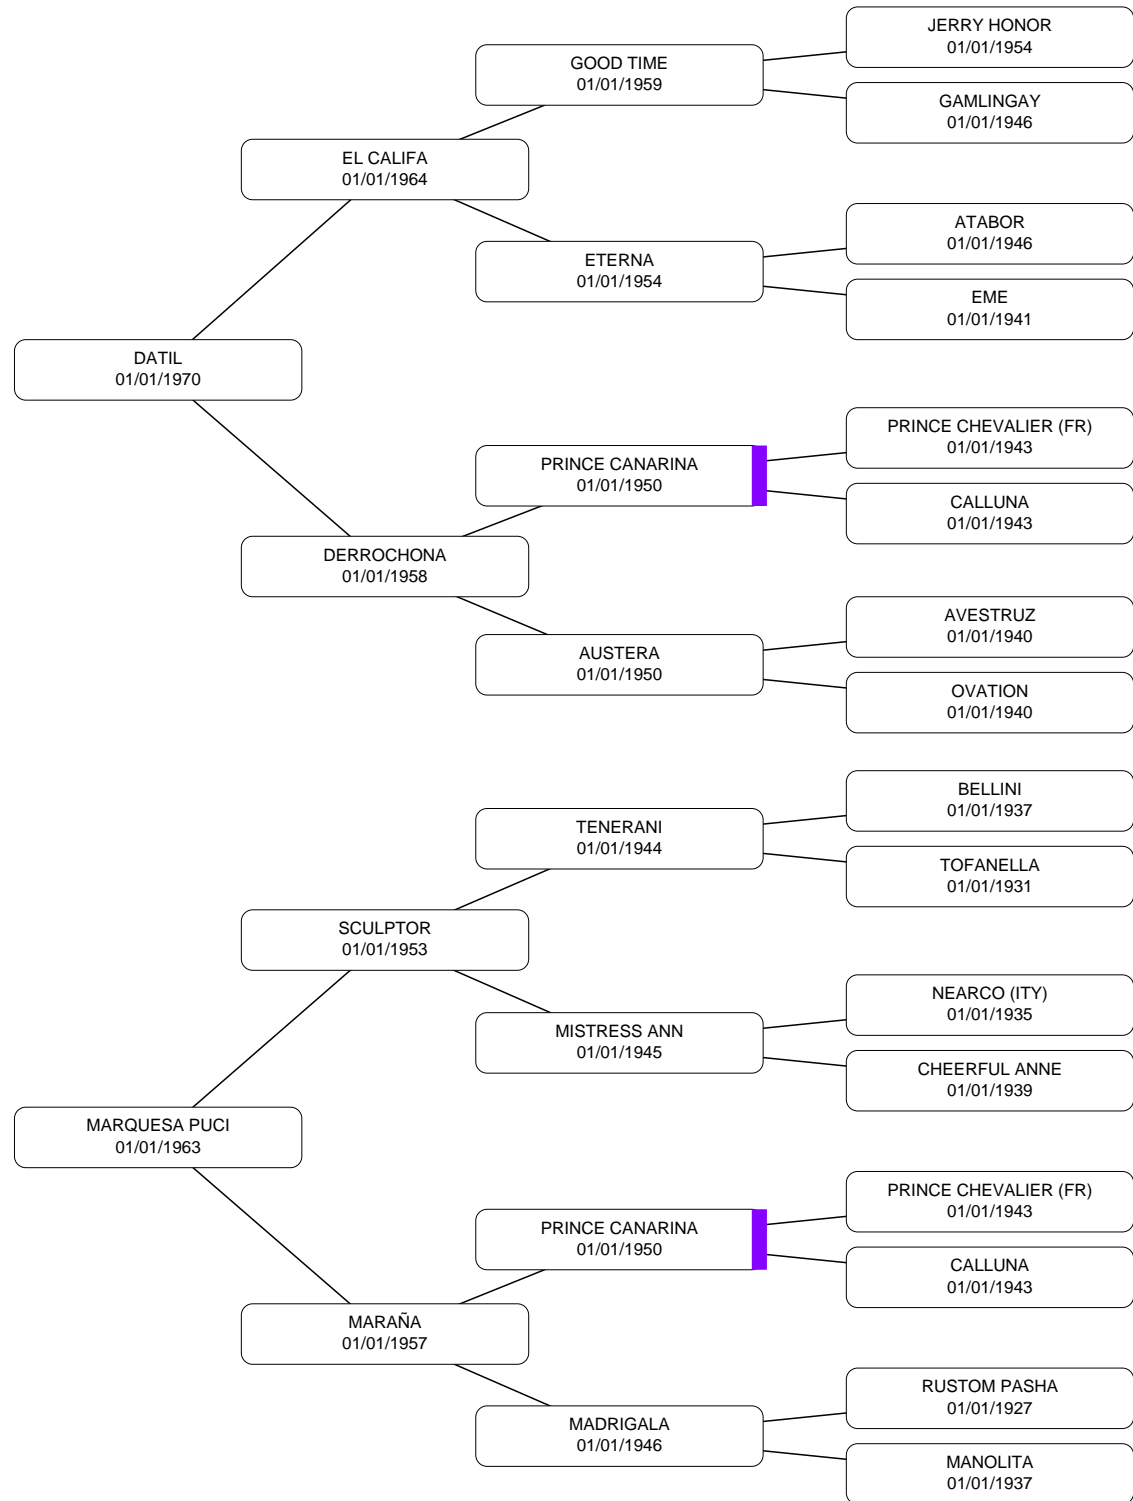 JERRY HONOR
01/01/1954
GOOD TIME
01/01/1959
GAMLINGAY
01/01/1946
EL CALIFA
01/01/1964
ATABOR
01/01/1946
ETERNA
01/01/1954
EME
01/01/1941
DATIL
01/01/1970
PRINCE CHEVALIER (FR)
01/01/1943
PRINCE CANARINA
01/01/1950
CALLUNA
01/01/1943
DERROCHONA
01/01/1958
AVESTRUZ
01/01/1940
AUSTERA
01/01/1950
OVATION
01/01/1940
BELLINI
01/01/1937
TENERANI
01/01/1944
TOFANELLA
01/01/1931
SCULPTOR
01/01/1953
NEARCO (ITY)
01/01/1935
MISTRESS ANN
01/01/1945
CHEERFUL ANNE
01/01/1939
MARQUESA PUCI
01/01/1963
PRINCE CHEVALIER (FR)
01/01/1943
PRINCE CANARINA
01/01/1950
CALLUNA
01/01/1943
MARAÑA
01/01/1957
RUSTOM PASHA
01/01/1927
MADRIGALA
01/01/1946
MANOLITA
01/01/1937